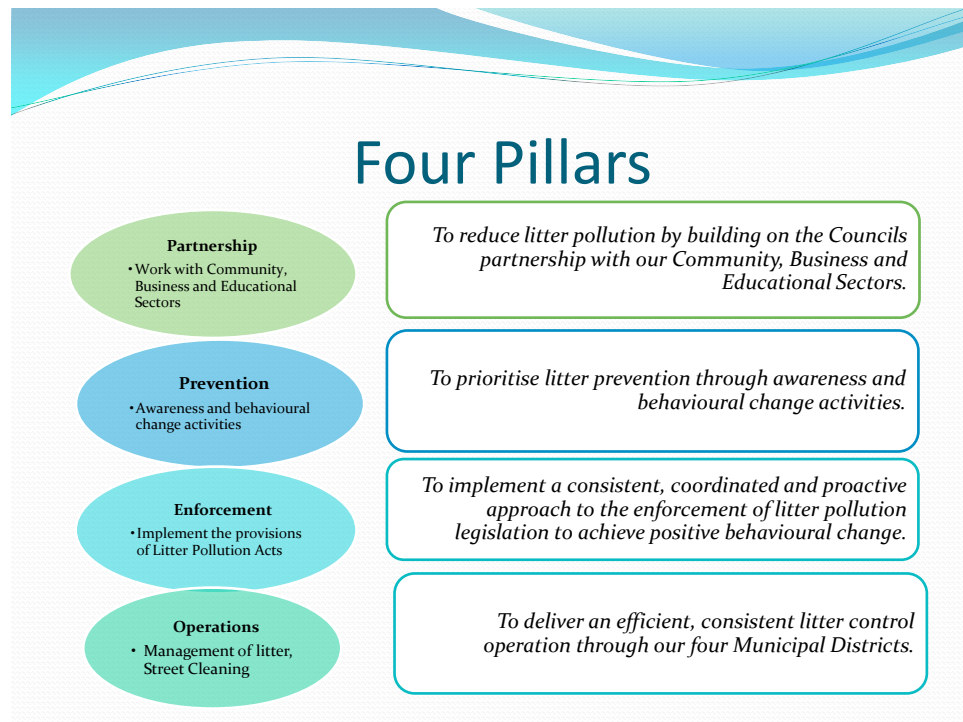 Four Pillars
Partnership
•Work with Community,
Business and Educational
Sectors
To reduce litter pollution by building on the Councils
partnership with our Community, Business and
Educational Sectors.
Prevention
•Awareness and behavioural
change activities
To prioritise litter prevention through awareness and
behavioural change activities.
Enforcement
•Implement the provisions
of Litter Pollution Acts
To implement a consistent, coordinated and proactive
approach to the enforcement of litter pollution
legislation to achieve positive behavioural change.
Operations
• Management of litter,
Street Cleaning
To deliver an efficient, consistent litter control
operation through our four Municipal Districts.